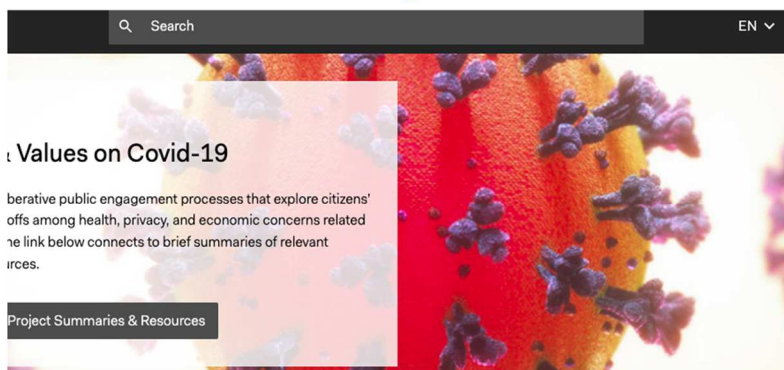 Search
EN
Values on Covid-19
berative public engagement processes that explore citizens'
offs among health, privacy, and economic concerns related
link below connects to brief summaries of relevant
Project Summaries & Resources